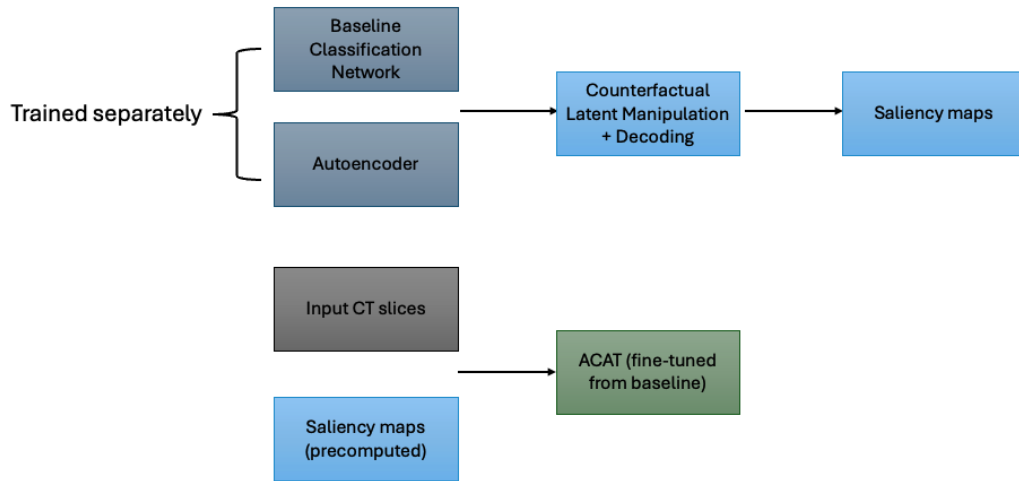 Trained separately
Baseline
Classification
Network
Autoencoder
Counterfactual
Latent Manipulation
+ Decoding
Saliency maps
Input CT slices
Saliency maps
(precomputed)
ACAT (fine-tuned
from baseline)